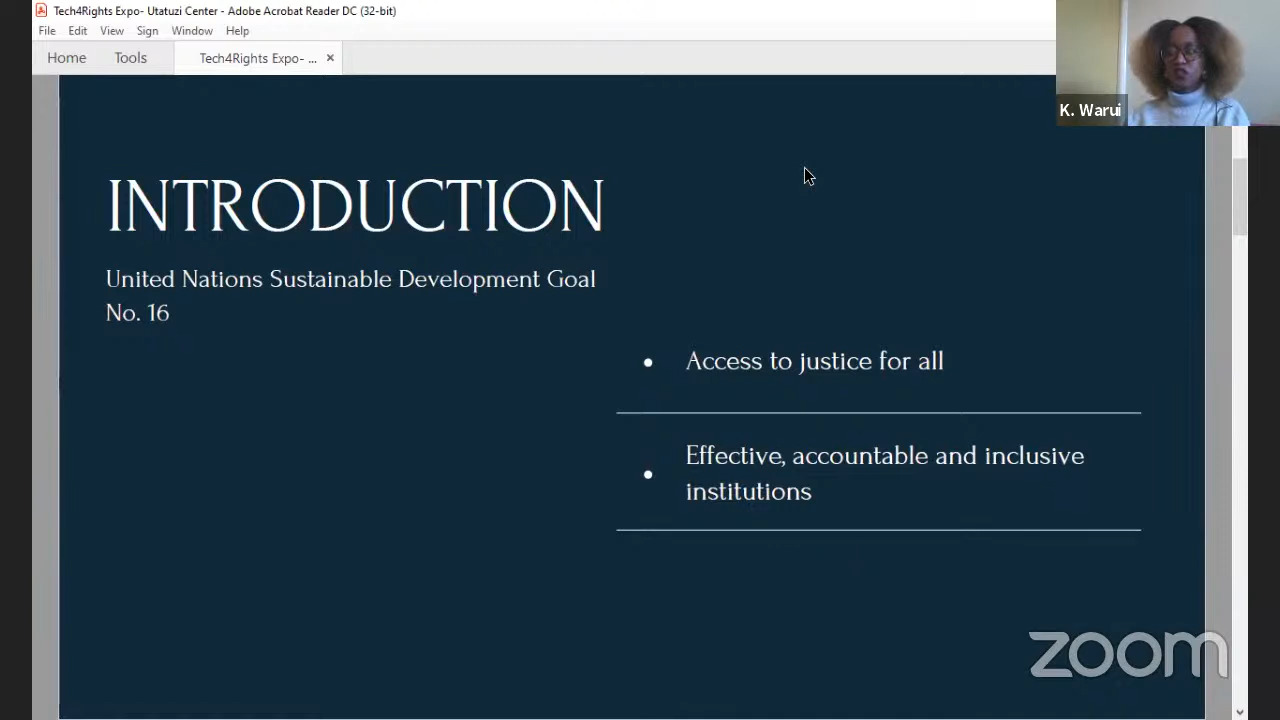 Tech4Rights Expo- Utatuzi Center - Adobe Acrobat Reader DC (32-bit)
File Edit View Sign Window Help
Home Tools Tech4Rights Expo- ... ×
K. Warui
INTRODUCTION
United Nations Sustainable Development Goal
No. 16
• Access to justice for all
• Effective, accountable and inclusive
institutions
zoom